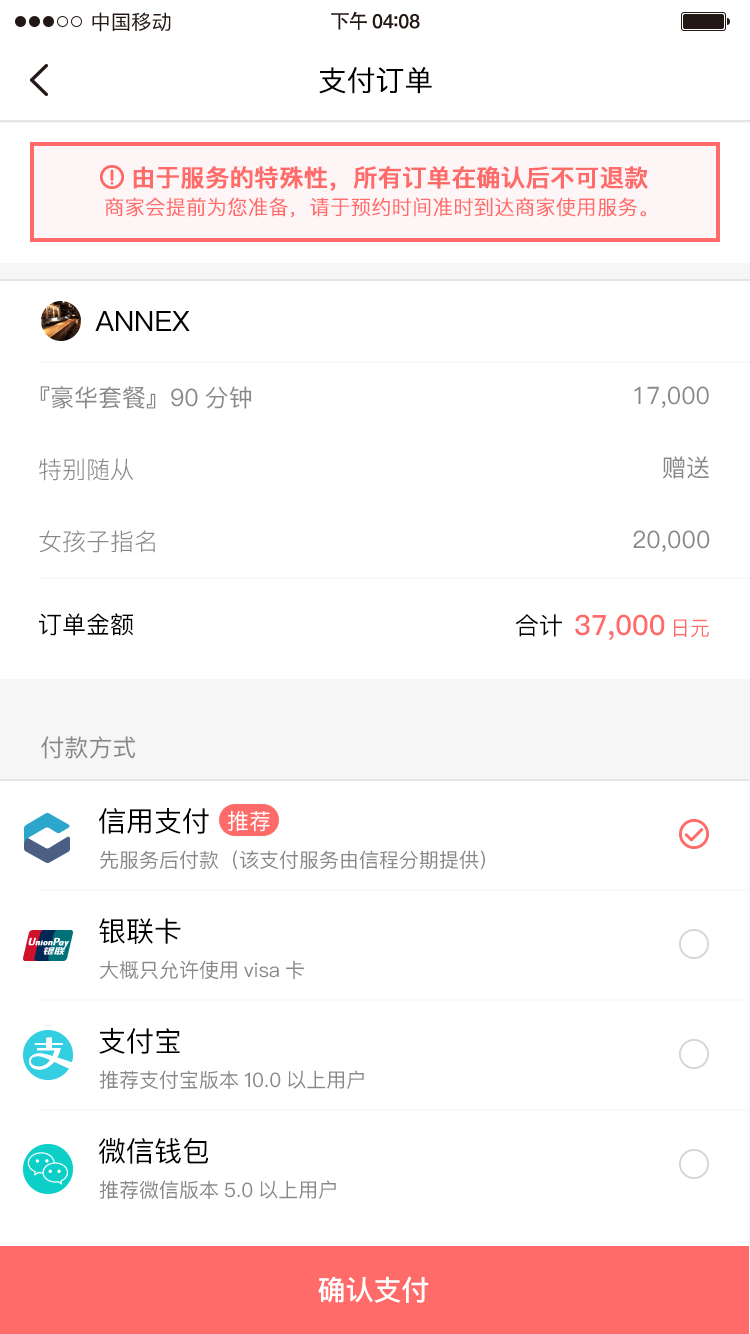 中国移动 下午 04:08
支付订单
由于服务的特殊性，所有订单在确认后不可退款
商家会提前为您准备，请于预约时间准时到达商家使用服务。
ANNEX
『豪华套餐』90 分钟 17,000
特别随从 赠送
女孩子指名 20,000
订单金额 合计 37,000 日元
付款方式
信用支付 推荐
先服务后付款（该支付服务由信程分期提供）
银联卡
UnionPay
银联
大概只允许使用 visa 卡
支付宝
支
推荐支付宝版本 10.0 以上用户
微信钱包
推荐微信版本 5.0 以上用户
确认支付